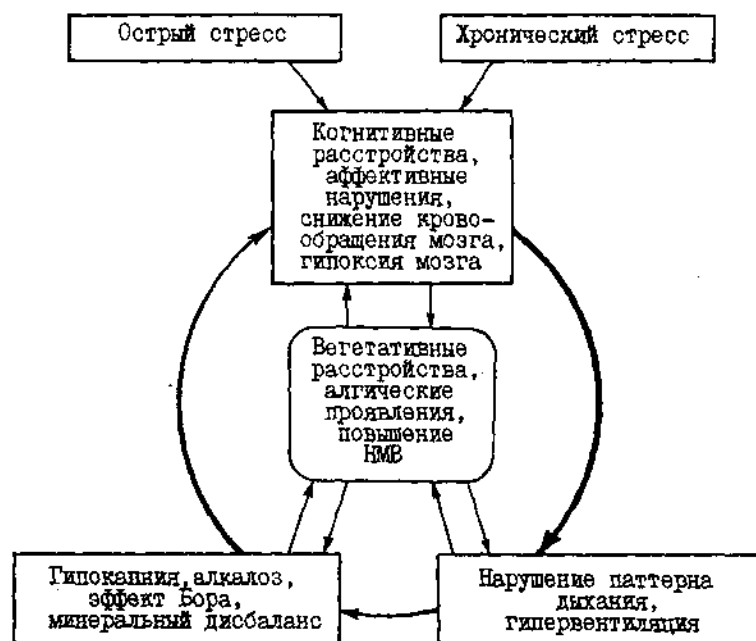 Острый стресс
Хронический стресс
Когнитивные
расстройства,
аффективные
нарушения,
снижение крово-
обращения мозга,
гипоксия мозга
Вегетативные
расстройства,
алгические
проявления,
повышение
НМВ
Гипокапния, алкалоз,
эффект Бора,
минеральный дисбаланс
Нарушение паттерна
дыхания,
гипервентиляция